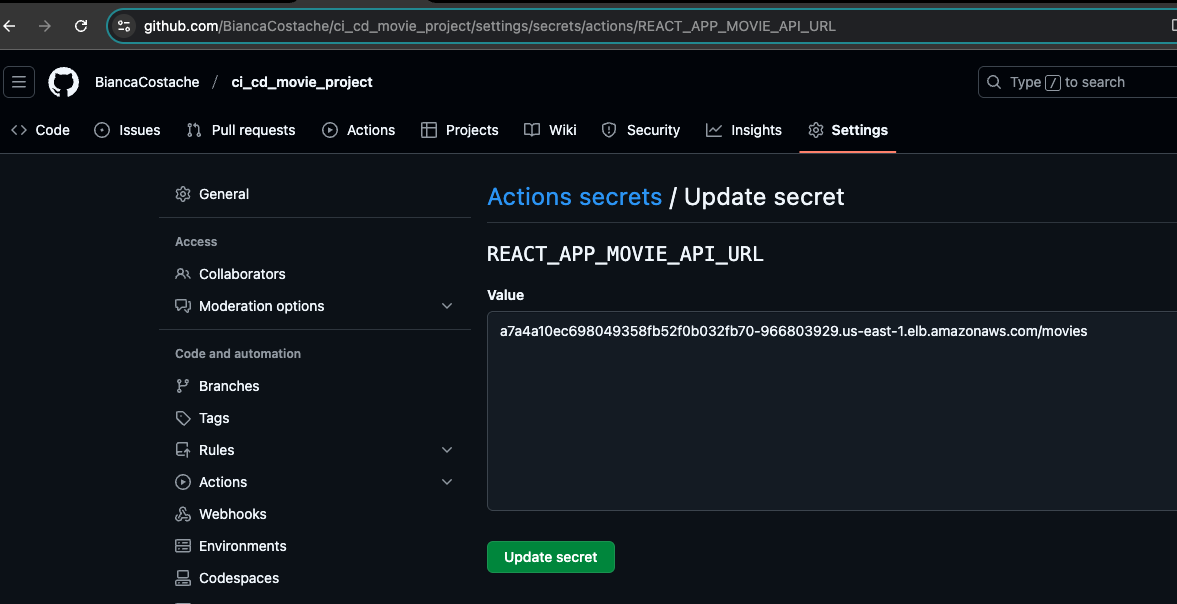 github.com/BiancaCostache/ci_cd_movie_project/settings/secrets/actions/REACT_APP_MOVIE_API_URL
BiancaCostache / ci_cd_movie_project
Type / to search
Code Issues Pull requests Actions Projects Wiki Security Insights Settings
General
Access
Collaborators
Moderation options
Code and automation
Branches
Tags
Rules
Actions
Webhooks
Environments
Codespaces
Actions secrets / Update secret
REACT_APP_MOVIE_API_URL
Value
a7a4a10ec698049358fb52f0b032fb70-966803929.us-east-1.elb.amazonaws.com/movies
Update secret